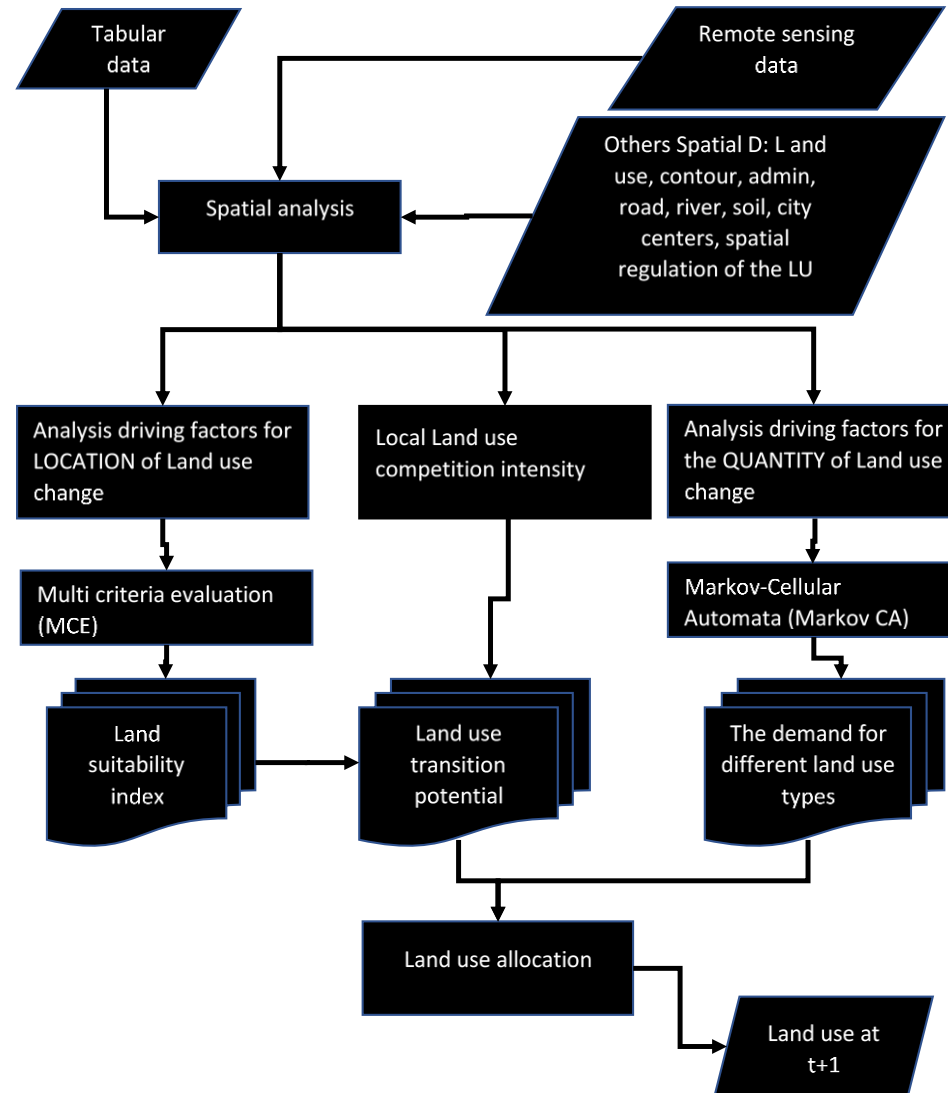 Tabular
data
Remote sensing
data
Others Spatial D: L and
use, contour, admin,
road, river, soil, city
centers, spatial
regulation of the LU
Spatial analysis
Analysis driving factors for
LOCATION of Land use
change
Local Land use
competition intensity
Analysis driving factors for
the QUANTITY of Land use
change
Multi criteria evaluation
(MCE)
Markov-Cellular
Automata (Markov CA)
Land
suitability
index
Land use
transition
potential
The demand for
different land use
types
Land use allocation
Land use at
t+1